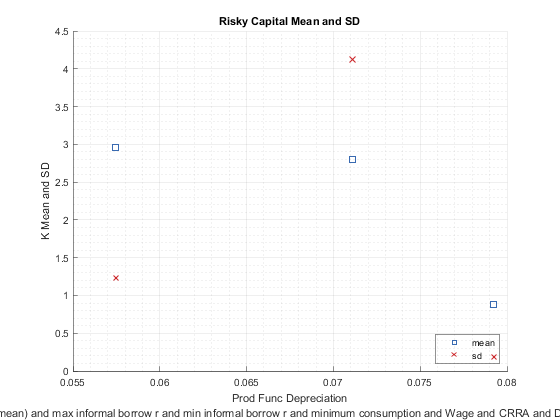 Risky Capital Mean and SD
4.5
4
3.5
3
2.5
2
1.5
1
0.5
0
K Mean and SD
0.055 0.06 0.065 0.07 0.075 0.08
mean
sd
Prod Func Depreciation
mean) and max informal borrow r and min informal borrow r and minimum consumption and Wage and CRRA and